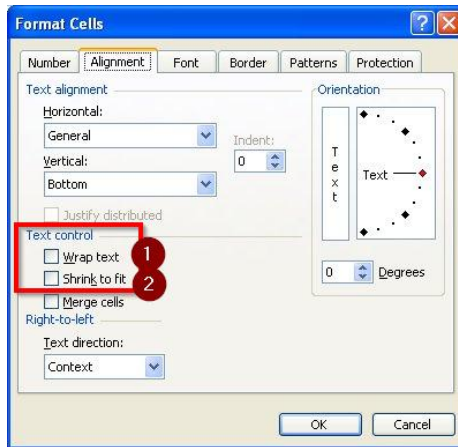 Format Cells
Number Alignment Font Border Patterns Protection
Text alignment
Horizontal:
General
Indent:
Vertical:
0
Bottom
Justify distributed
Text control
Wrap text 1
Shrink to fit 2
Merge cells
Right-to-left
Text direction:
Context
Orientation
Text
Text
0 Degrees
OK Cancel